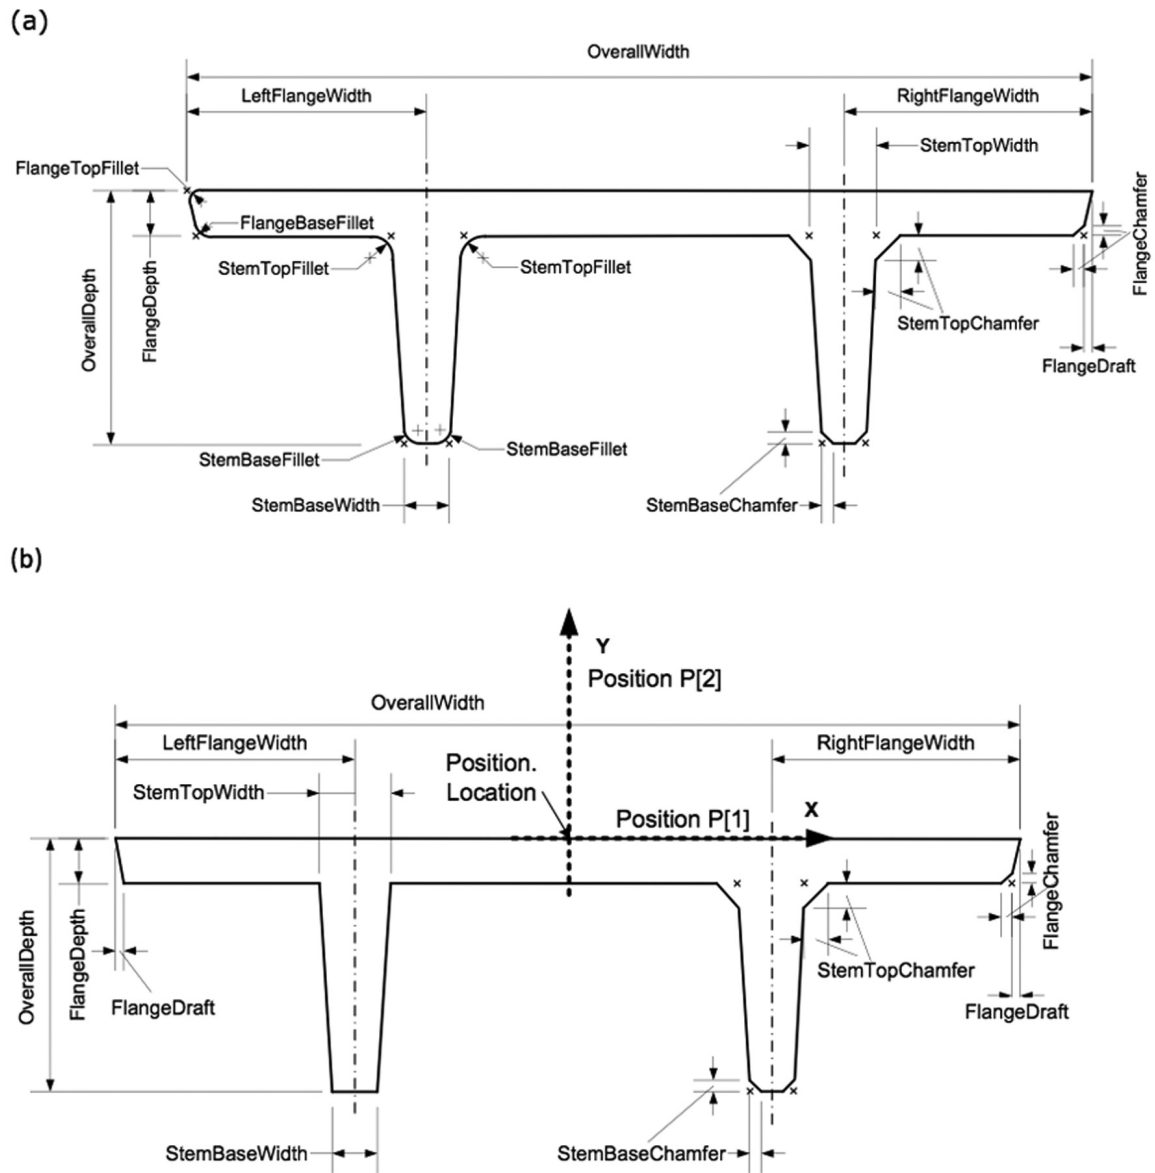 (a)
OverallWidth
LeftFlangeWidth
RightFlangeWidth
StemTopWidth
FlangeTopFillet
FlangeBaseFillet
FlangeChamfer
StemTopFillet
StemTopFillet
OverallDepth
FlangeDepth
StemTopChamfer
FlangeDraft
StemBaseFillet
StemBaseFillet
StemBaseWidth
StemBaseChamfer
(b)
Y
Position P[2]
OverallWidth
LeftFlangeWidth
RightFlangeWidth
Position.
Location
StemTopWidth
Position P[1]
X
FlangeChamfer
OverallDepth
FlangeDepth
StemTopChamfer
FlangeDraft
FlangeDraft
StemBaseWidth
StemBaseChamfer